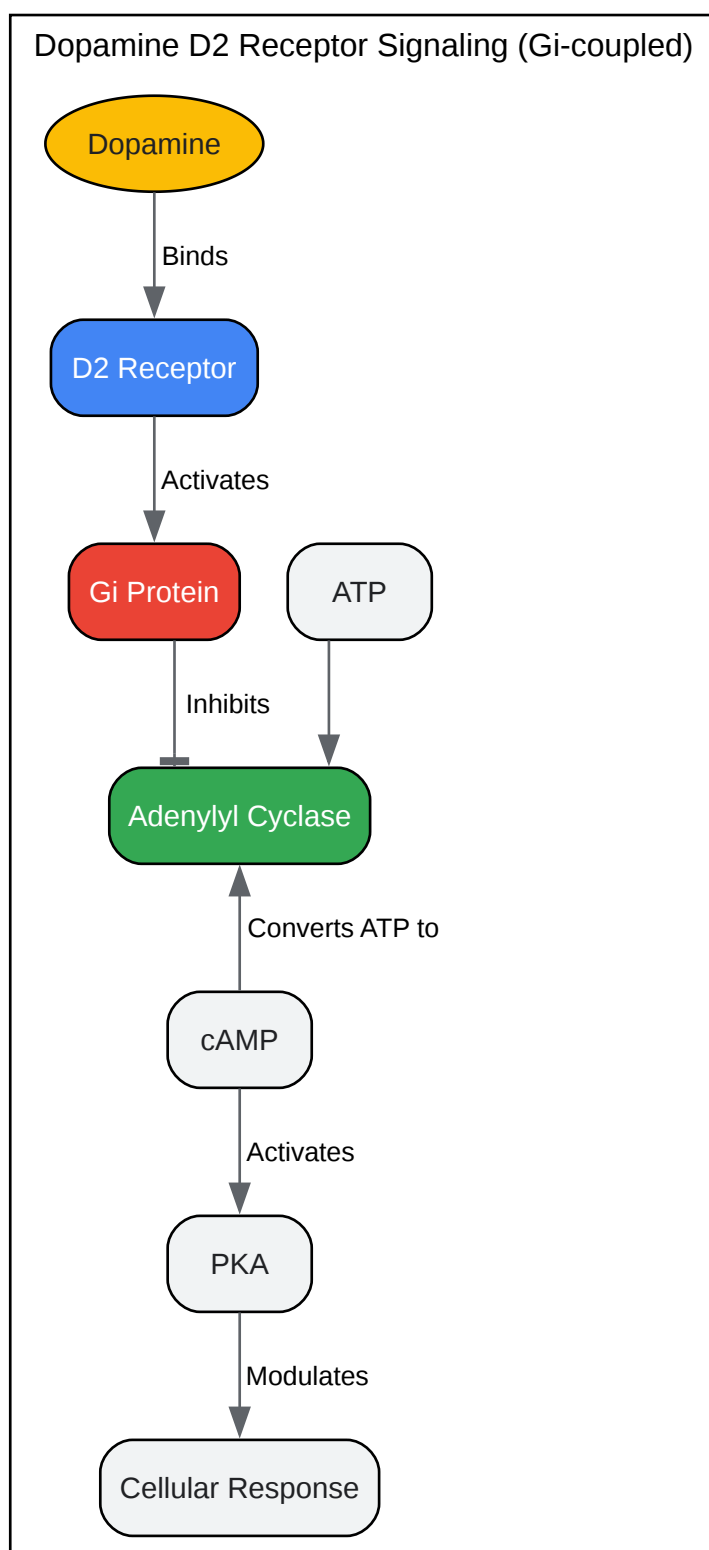 Dopamine D2 Receptor Signaling (Gi-coupled)
Dopamine
Binds
D2 Receptor
Activates
Gi Protein
ATP
Inhibits
Adenylyl Cyclase
Converts ATP to
cAMP
Activates
PKA
Modulates
Cellular Response